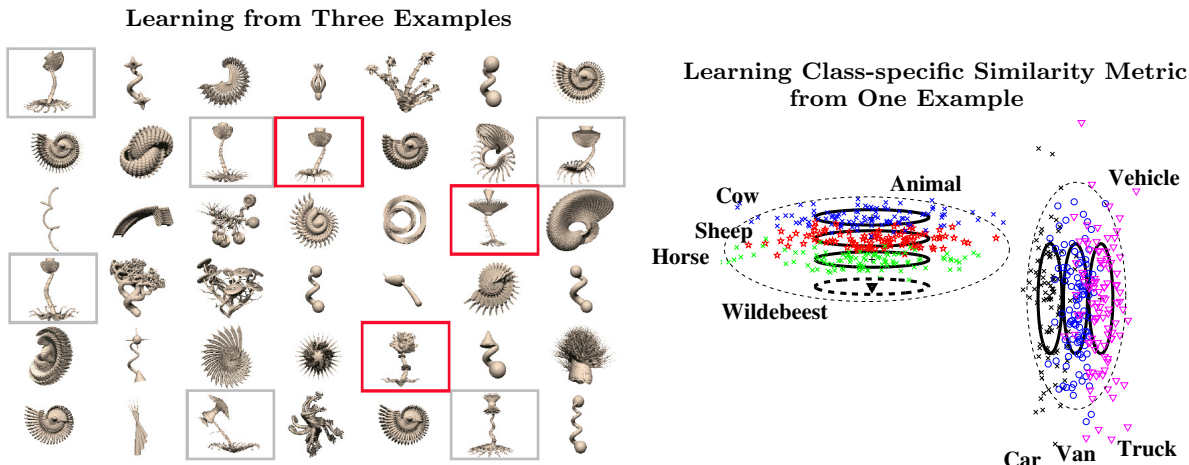 Learning from Three Examples
Learning Class-specific Similarity Metric
from One Example
Cow
Animal
Vehicle
Sheep
Horse
Wildebeest
Car Van Truck